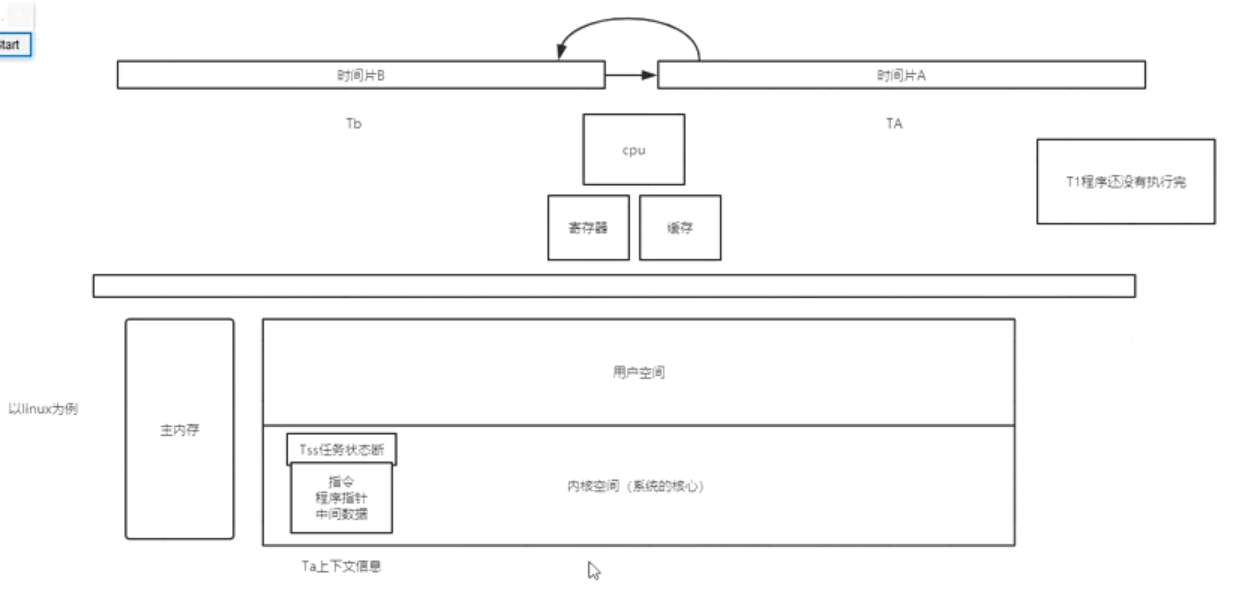 tart
时间片B
时间片A
Tb
TA
cpu
T1程序还没有执行完
寄存器
缓存
用户空间
以linux为例
主内存
Tss任务状态断
指令
程序指针
中间数据
内核空间（系统的核心）
Ta上下文信息